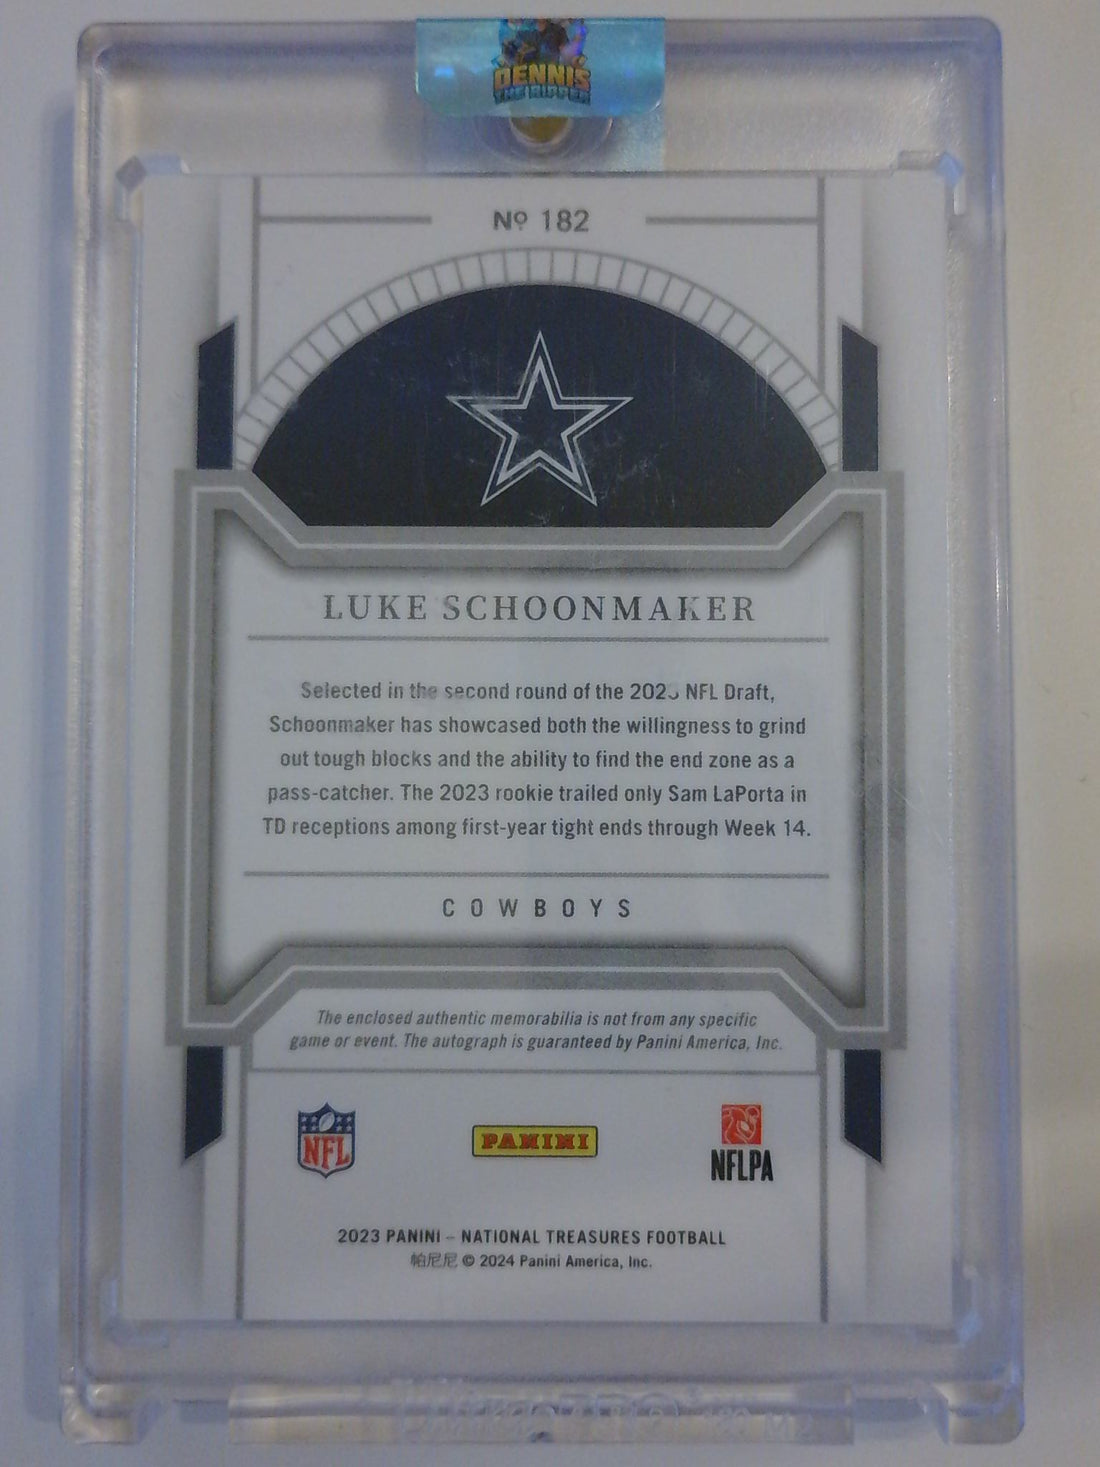 DENNIS
THE RIPPER
Nº 182
LUKE SCHOONMAKER
Selected in the second round of the 2023 NFL Draft,
Schoonmaker has showcased both the willingness to grind
out tough blocks and the ability to find the end zone as a
pass-catcher. The 2023 rookie trailed only Sam LaPorta in
TD receptions among first-year tight ends through Week 14.
COWBOYS
The enclosed authentic memorabilia is not from any specific
game or event. The autograph is guaranteed by Panini America, Inc.
NFL
PANINI
NFLPA
2023 PANINI – NATIONAL TREASURES FOOTBALL
帕尼尼 © 2024 Panini America, Inc.